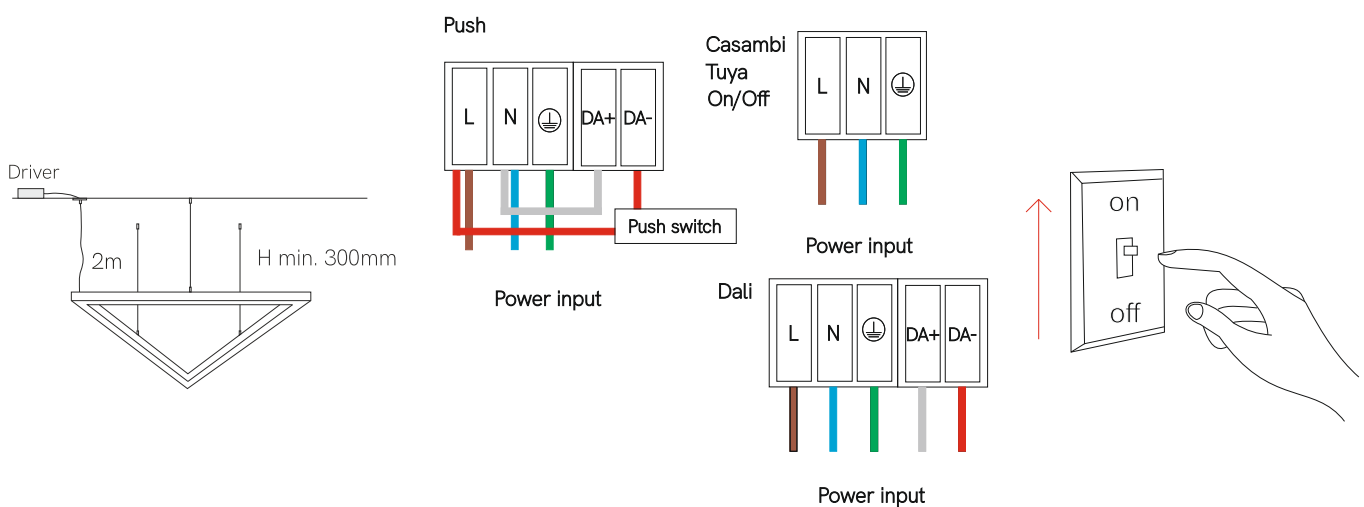 Driver
2m
H min. 300mm
Push
L N DA+ DA-
Push switch
Power input
Casambi
Tuya
On/Off
L N
Power input
Dali
L N DA+ DA-
Power input
on
off